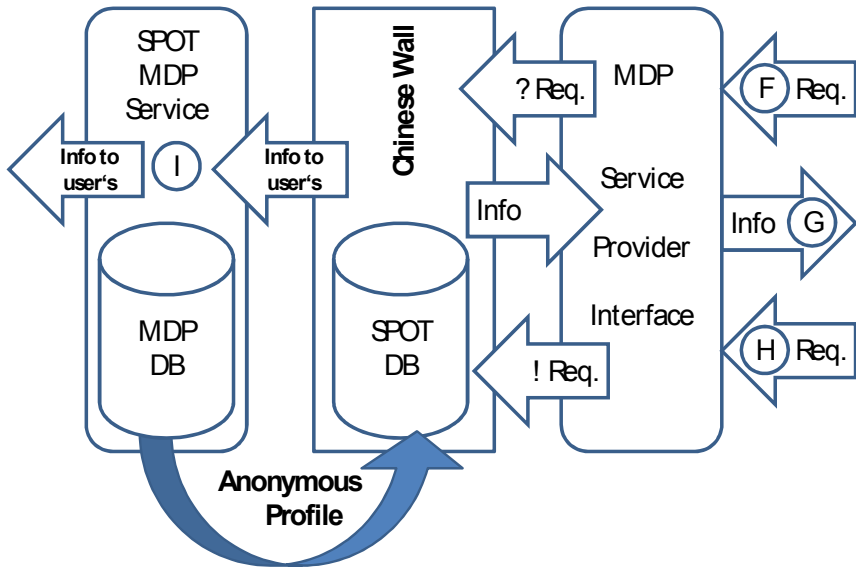 SPOT
MDP
Service
Info to
user's
I
MDP
DB
Chinese Wall
Info to
user's
SPOT
DB
? Req.
Info
! Req.
MDP
Service
Provider
Interface
F Req.
Info G
H Req.
Anonymous
Profile